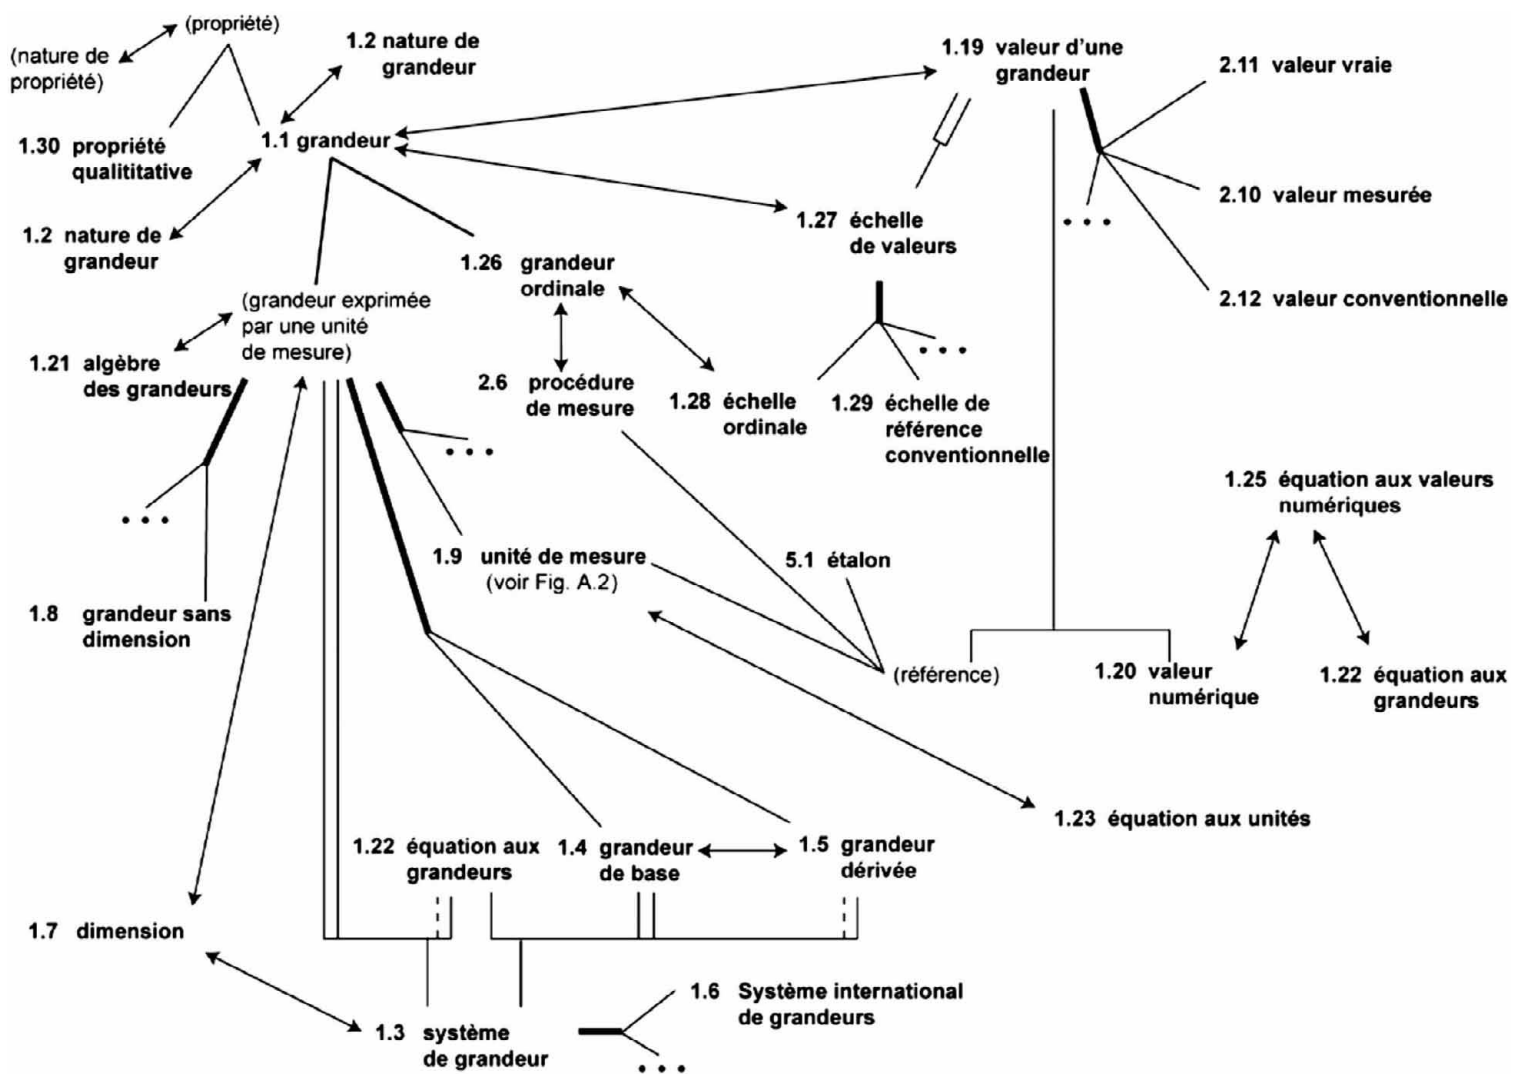 (propriété)
(nature de
propriété)
1.2 nature de
grandeur
1.30 propriété
qualititative
1.1 grandeur
1.2 nature de
grandeur
1.19 valeur d'une
grandeur
2.11 valeur vraie
2.10 valeur mesurée
2.12 valeur conventionnelle
1.27 échelle
de valeurs
1.26 grandeur
ordinale
(grandeur exprimée
par une unité
de mesure)
1.21 algèbre
des grandeurs
2.6 procédure
de mesure
1.28 échelle
ordinale
1.29 échelle de
référence
conventionnelle
1.25 équation aux valeurs
numériques
1.9 unité de mesure
(voir Fig. A.2)
5.1 étalon
1.8 grandeur sans
dimension
(référence)
1.20 valeur
numérique
1.22 équation aux
grandeurs
1.23 équation aux unités
1.22 équation aux
grandeurs
1.4 grandeur
de base
1.5 grandeur
dérivée
1.7 dimension
1.6 Système international
de grandeurs
1.3 système
de grandeur